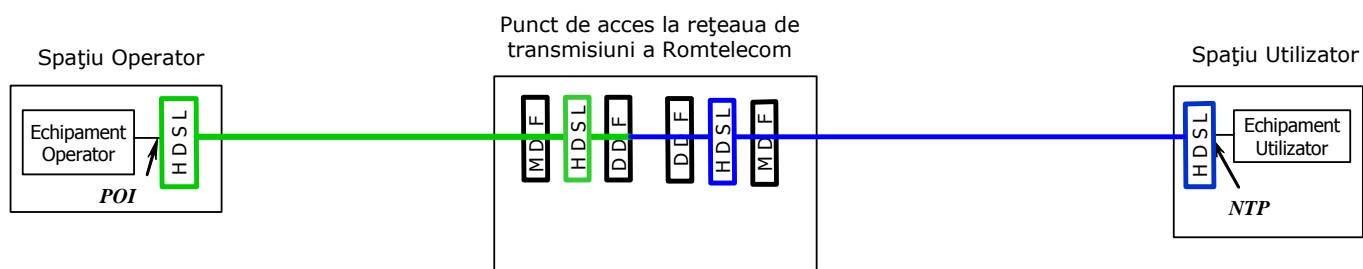 Punct de acces la reţeaua de
transmisiuni a Romtelecom
Spaţiu Operator
Spaţiu Utilizator
Echipament
Operator
HDSL
POI
MDF
HDSL
DDF
DDF
HDSL
MDF
HDSL
Echipament
Utilizator
NTP